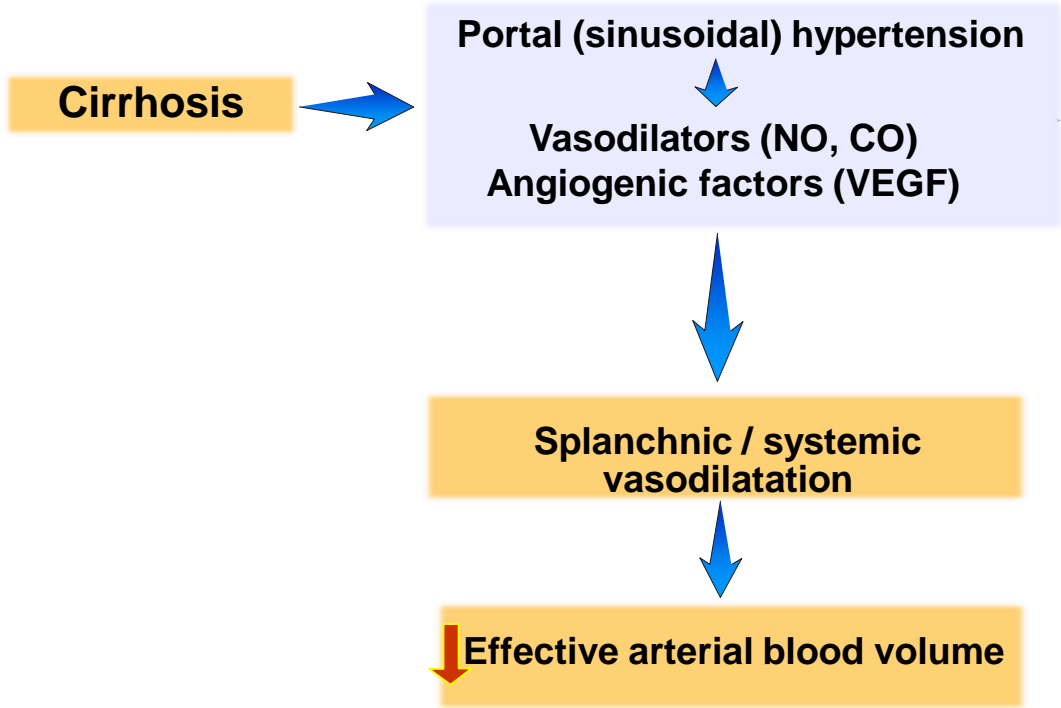 Portal (sinusoidal) hypertension
Cirrhosis
Vasodilators (NO, CO)
Angiogenic factors (VEGF)
Splanchnic / systemic
vasodilatation
Effective arterial blood volume